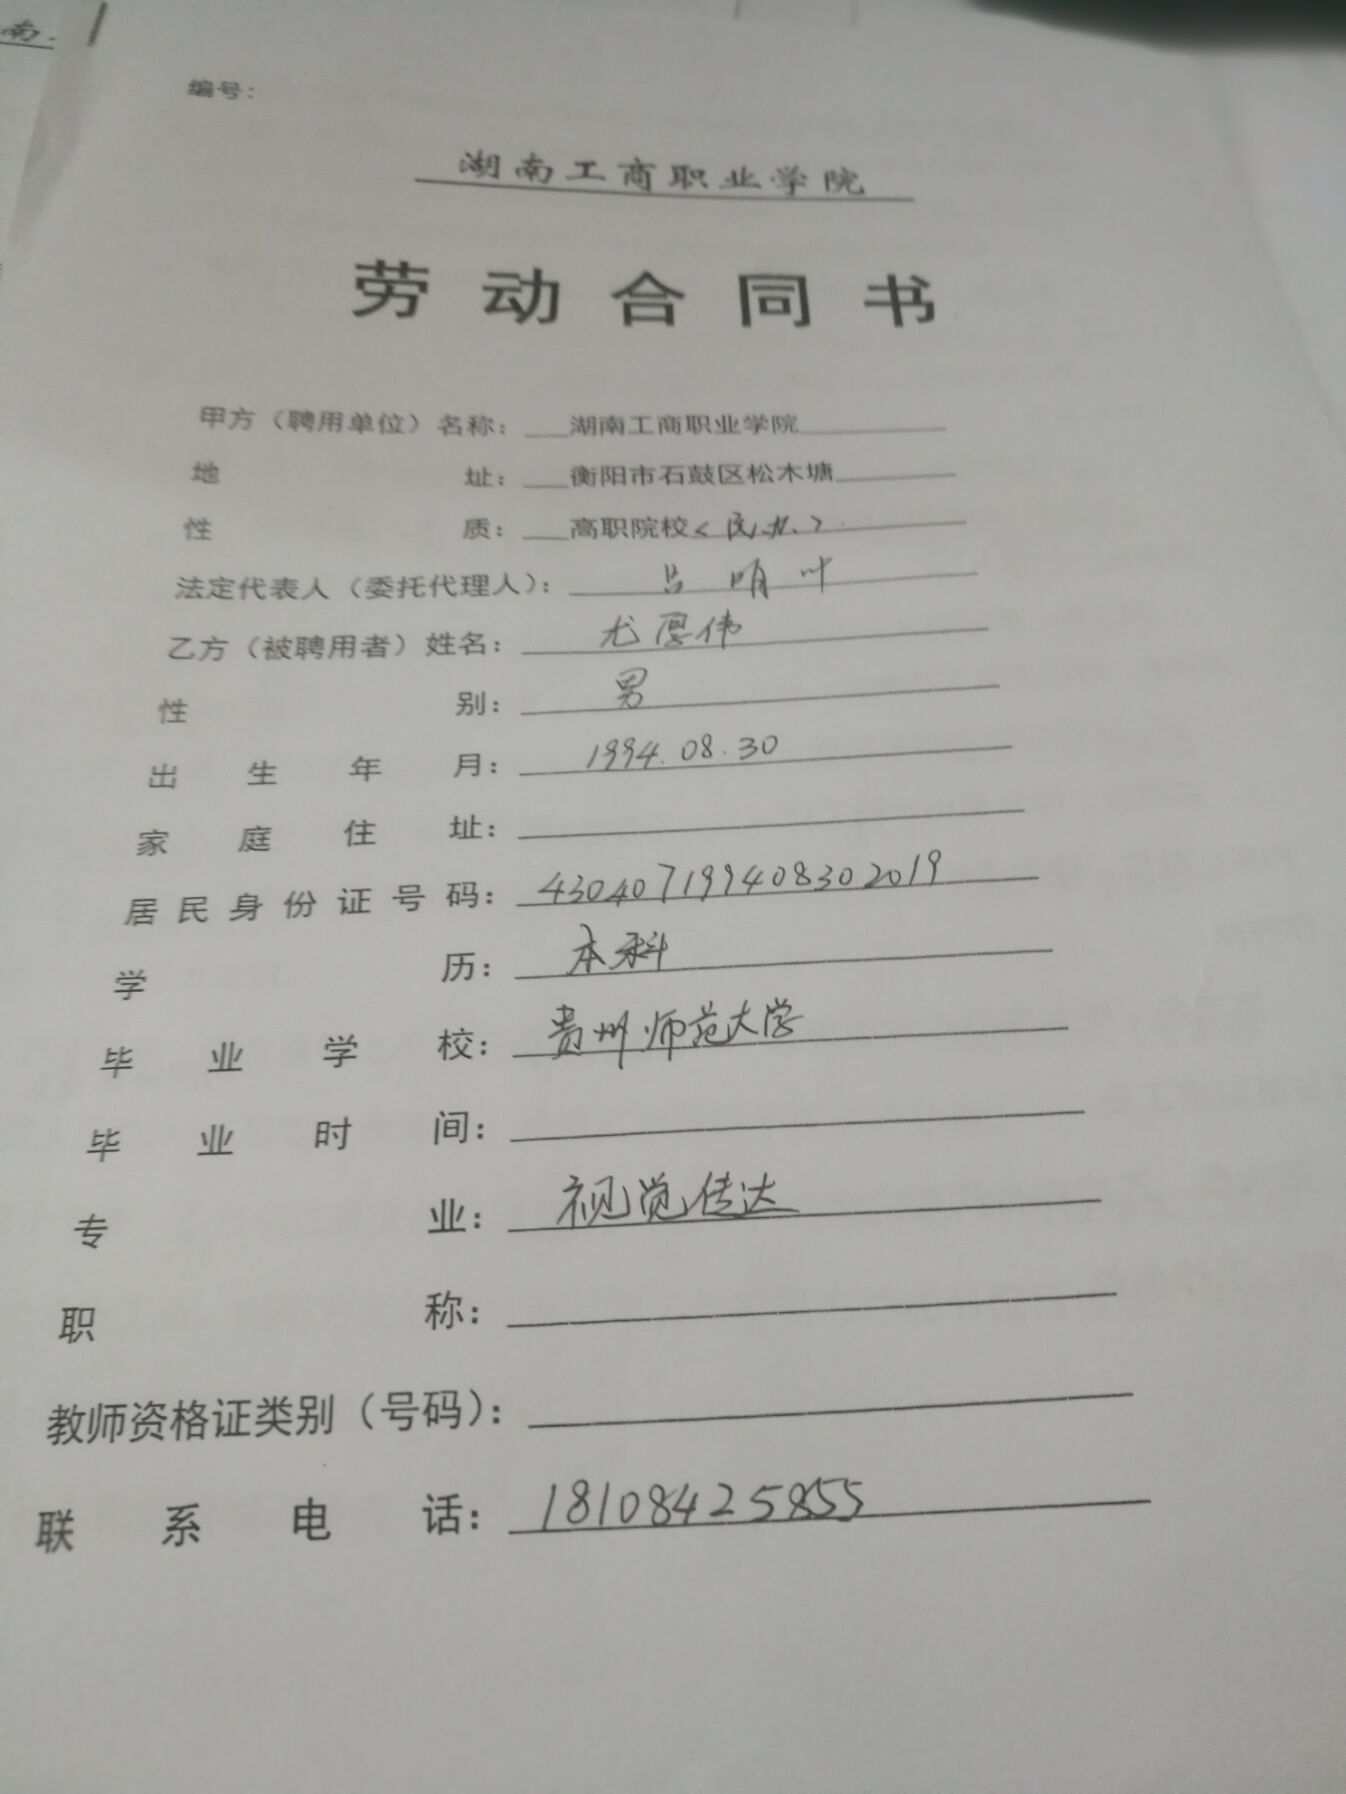 南.
编号：
湖南工商职业学院
劳动合同书
甲方（聘用单位）名称：湖南工商职业学院
地址：衡阳市石鼓区松木塘
性质：高职院校<民办>
法定代表人（委托代理人）：吕明叶
乙方（被聘用者）姓名：尤厚伟
性别：男
出生年月：1994.08.30
家庭住址：
居民身份证号码：430407199408302019
学历：本科
毕业学校：贵州师范大学
毕业时间：
专业：视觉传达
职称：
教师资格证类别（号码）：
联系电话：18108425855